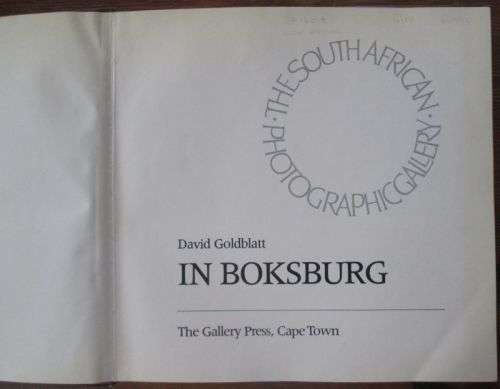 · THE SOUTH AFRICAN · PHOTOGRAPHIC GALLERY
David Goldblatt
IN BOKSBURG
The Gallery Press, Cape Town